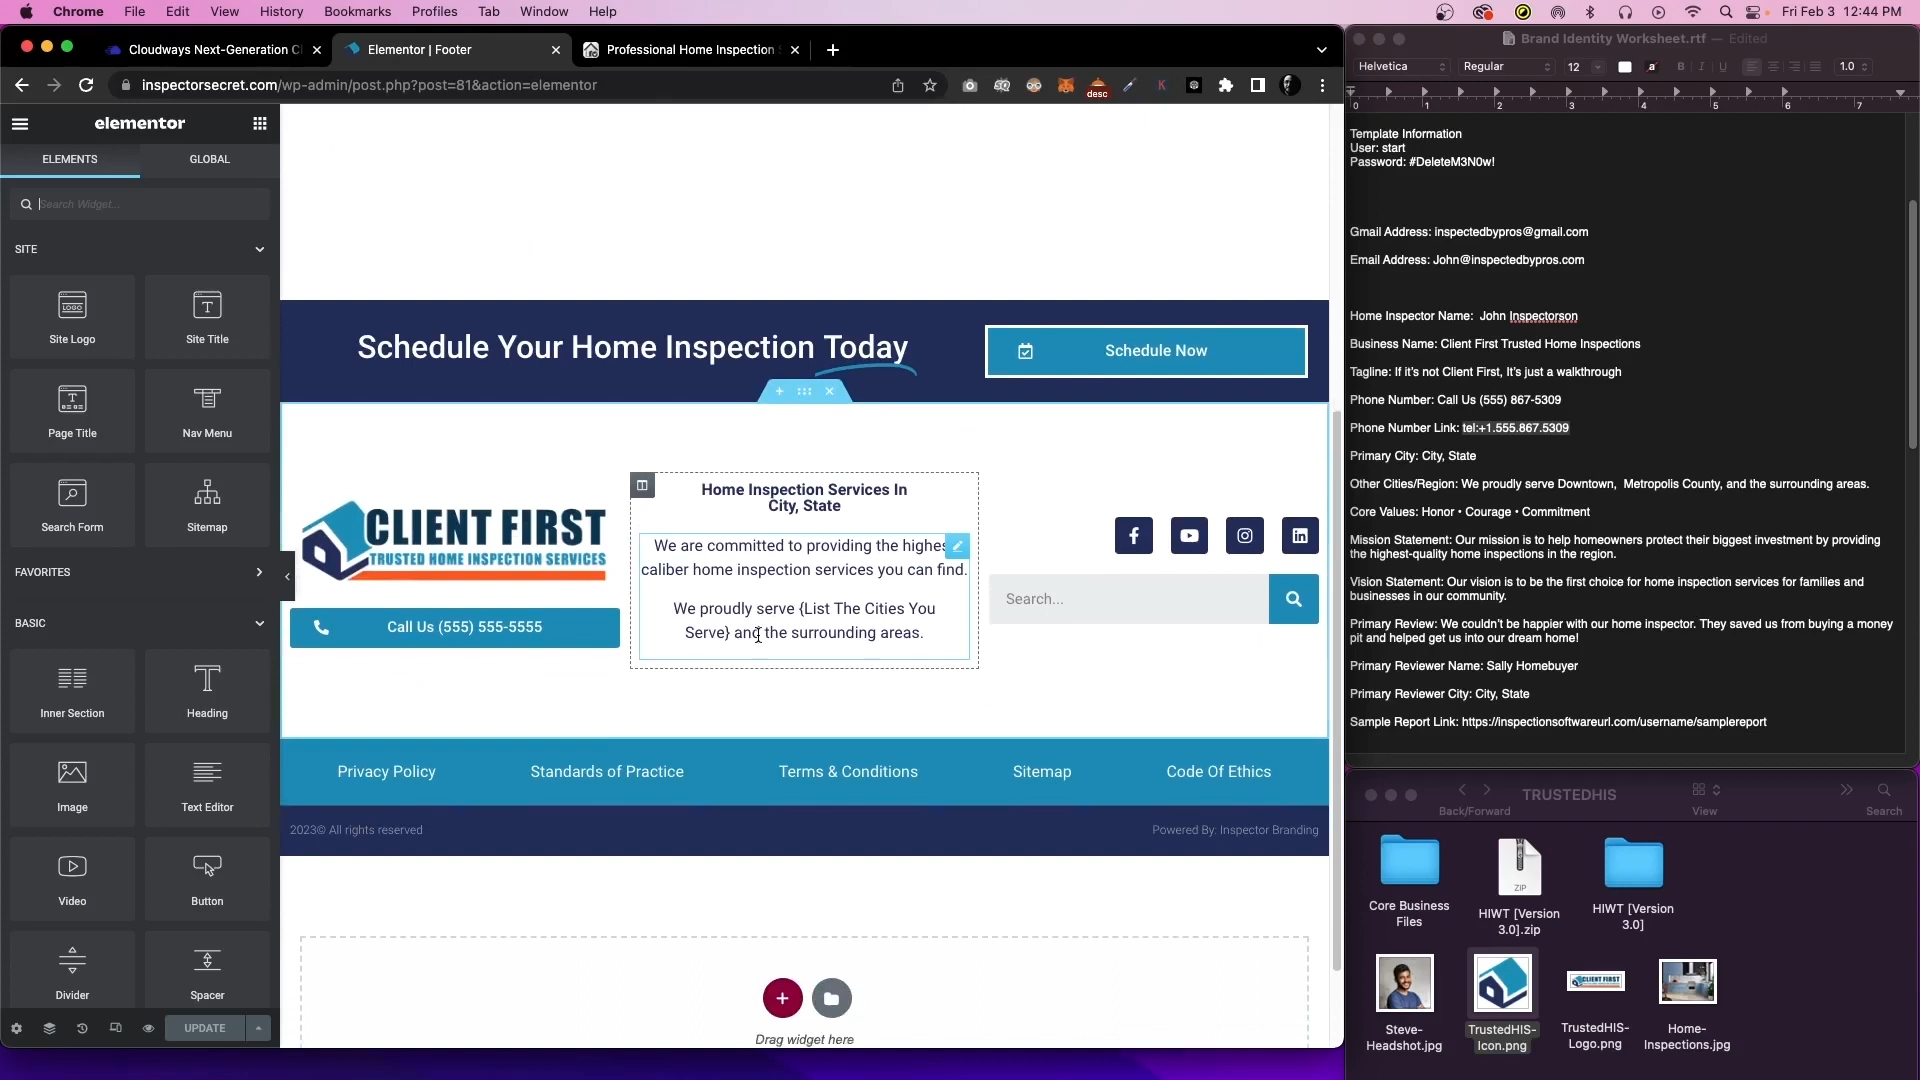 Chrome File Edit View History Bookmarks Profiles Tab Window Help
Fri Feb 3 12:44 PM
Cloudways Next-Generation C
Elementor | Footer
Professional Home Inspection
inspectorsecret.com/wp-admin/post.php?post=81&action=elementor
desc
elementor
ELEMENTS
GLOBAL
Search Widget...
SITE
Site Logo
Site Title
Page Title
Nav Menu
Search Form
Sitemap
FAVORITES
BASIC
Inner Section
Heading
Image
Text Editor
Video
Button
Divider
Spacer
UPDATE
Schedule Your Home Inspection Today
Schedule Now
CLIENT FIRST
TRUSTED HOME INSPECTION SERVICES
Call Us (555) 555-5555
Home Inspection Services In
City, State
We are committed to providing the highes
caliber home inspection services you can find.
We proudly serve {List The Cities You
Serve} and the surrounding areas.
Search...
Privacy Policy
Standards of Practice
Terms & Conditions
Sitemap
Code Of Ethics
2023© All rights reserved
Powered By: Inspector Branding
Drag widget here
Brand Identity Worksheet.rtf — Edited
Helvetica
Regular
12
a
B I U
1.0
0 1 2 3 4 5 6 7
Template Information
User: start
Password: #DeleteM3N0w!
Gmail Address: inspectedbypros@gmail.com
Email Address: John@inspectedbypros.com
Home Inspector Name:  John Inspectorson
Business Name: Client First Trusted Home Inspections
Tagline: If it's not Client First, It's just a walkthrough
Phone Number: Call Us (555) 867-5309
Phone Number Link: tel:+1.555.867.5309
Primary City: City, State
Other Cities/Region: We proudly serve Downtown,  Metropolis County, and the surrounding areas.
Core Values: Honor • Courage • Commitment
Mission Statement: Our mission is to help homeowners protect their biggest investment by providing
the highest-quality home inspections in the region.
Vision Statement: Our vision is to be the first choice for home inspection services for families and
businesses in our community.
Primary Review: We couldn't be happier with our home inspector. They saved us from buying a money
pit and helped get us into our dream home!
Primary Reviewer Name: Sally Homebuyer
Primary Reviewer City: City, State
Sample Report Link: https://inspectionsoftwareurl.com/username/samplereport
Back/Forward
TRUSTEDHIS
View
Search
Core Business
Files
ZIP
HIWT [Version
3.0].zip
HIWT [Version
3.0]
Steve-
Headshot.jpg
TrustedHIS-
Icon.png
CLIENT FIRST
TrustedHIS-
Logo.png
Home-
Inspections.jpg